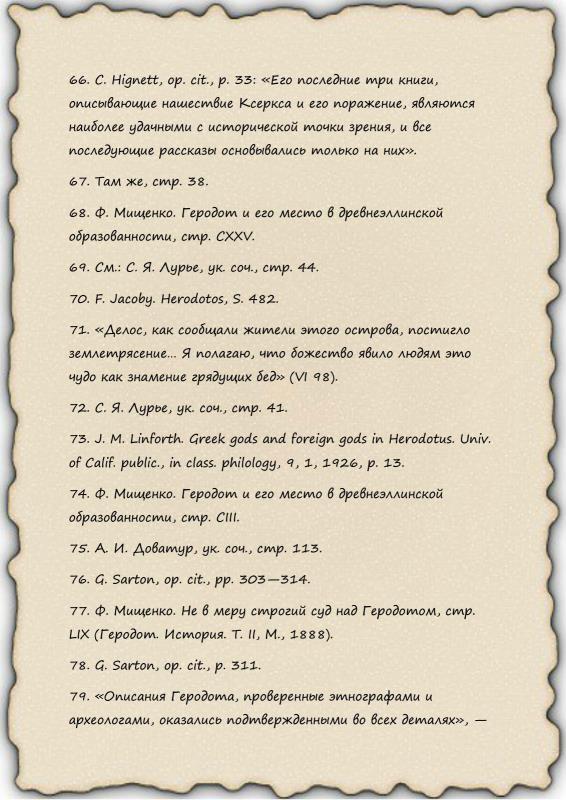 66. C. Hignett, op. cit., p. 33: «Его последние три книги,
описывающие нашествие Ксеркса и его поражение, являются
наиболее удачными с исторической точки зрения, и все
последующие рассказы основывались только на них».
67. Там же, стр. 38.
68. Ф. Мищенко. Геродот и его место в древнеэллинской
образованности, стр. CXXV.
69. См.: С. Я. Лурье, ук. соч., стр. 44.
70. F. Jacoby. Herodotos, S. 482.
71. «Делос, как сообщали жители этого острова, постигло
землетрясение... Я полагаю, что божество явило людям это
чудо как знамение грядущих бед» (VI 98).
72. С. Я. Лурье, ук. соч., стр. 41.
73. J. M. Linforth. Greek gods and foreign gods in Herodotus. Univ.
of Calif. public., in class. philology, 9, 1, 1926, p. 13.
74. Ф. Мищенко. Геродот и его место в древнеэллинской
образованности, стр. CIII.
75. А. И. Доватур, ук. соч., стр. 113.
76. G. Sarton, op. cit., pp. 303—314.
77. Ф. Мищенко. Не в меру строгий суд над Геродотом, стр.
LIX (Геродот. История. Т. II, М., 1888).
78. G. Sarton, op. cit., p. 311.
79. «Описания Геродота, проверенные этнографами и
археологами, оказались подтвержденными во всех деталях», —